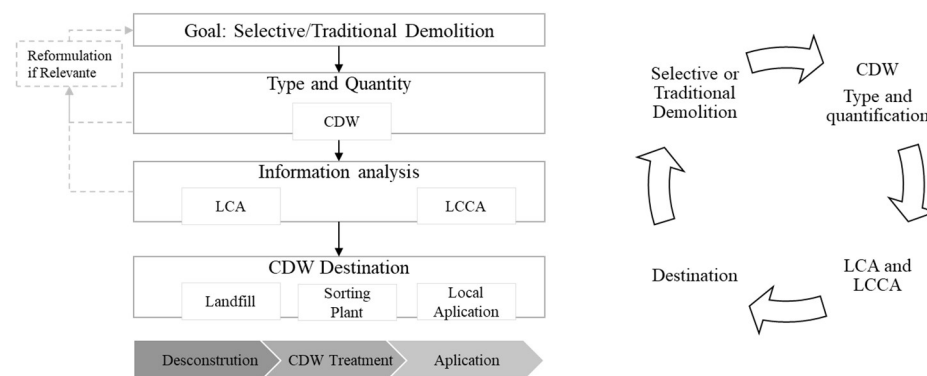 Goal: Selective/Traditional Demolition
Reformulation
if Relevante
Type and Quantity
CDW
Information analysis
LCA
LCCA
CDW Destination
Landfill
Sorting
Plant
Local
Aplication
Desconstrution
CDW Treatment
Aplication
Selective or
Traditional
Demolition
CDW
Type and
quantification
LCA and
LCCA
Destination